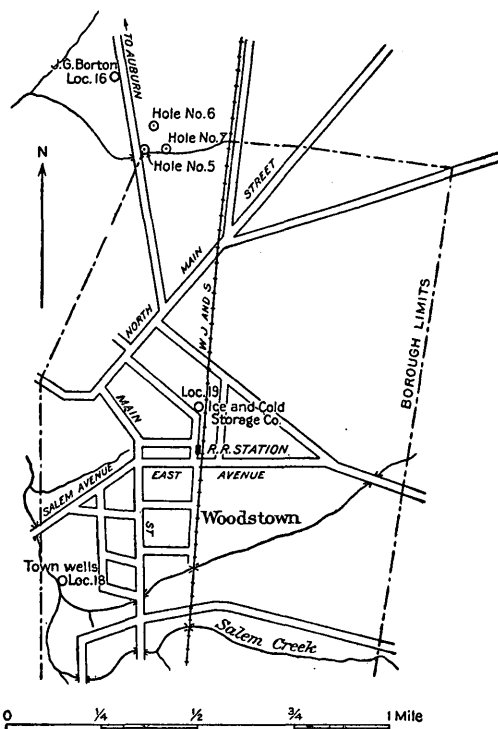 TO AUBURN
J.G.Borton
Loc.16
Hole No.6
Hole No.7
Hole No.5
N
NORTH MAIN STREET
W J AND S
BOROUGH LIMITS
Loc.19
Ice and Cold
Storage Co.
MAIN
R.R.STATION
SALEM AVENUE
EAST AVENUE
ST
Woodstown
Town wells
Loc.18
Salem Creek
0 1/4 1/2 3/4 1 Mile